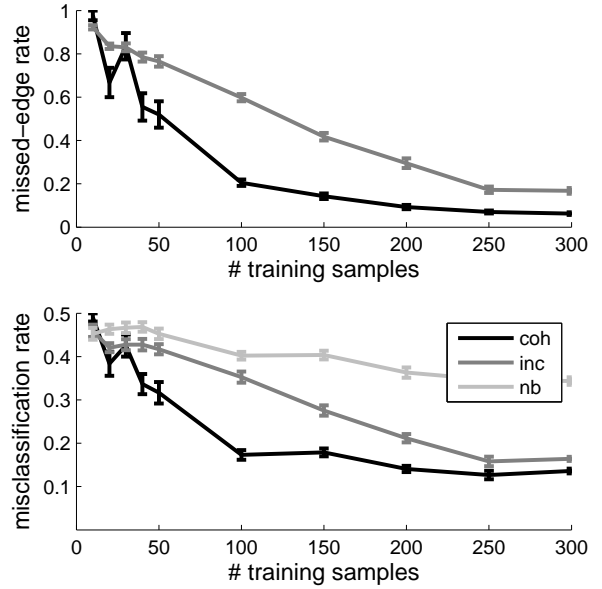 1
0.8
0.6
0.4
0.2
0
missed−edge rate
0 50 100 150 200 250 300
# training samples
0.5
0.4
0.3
0.2
0.1
misclassification rate
coh
inc
nb
0 50 100 150 200 250 300
# training samples